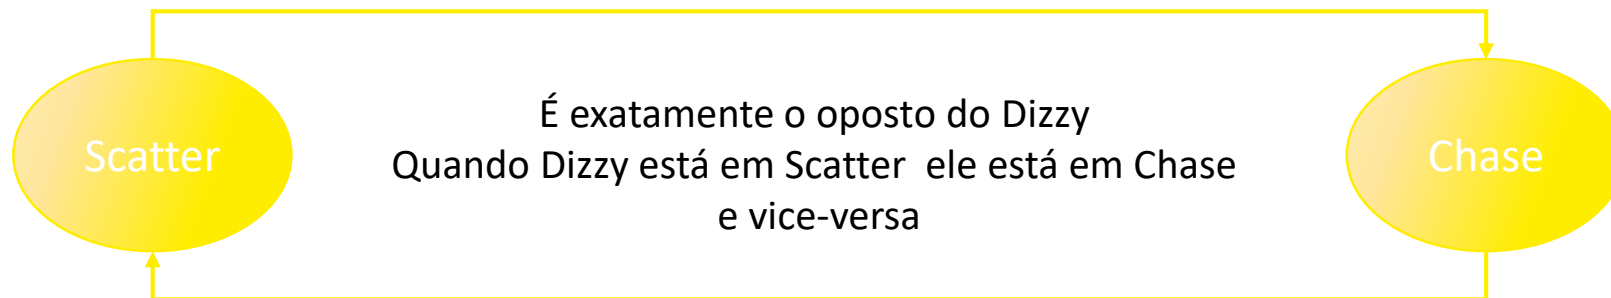 Scatter
É exatamente o oposto do Dizzy
Quando Dizzy está em Scatter  ele está em Chase
e vice-versa
Chase